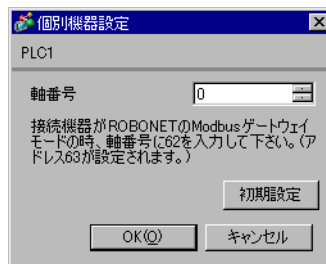 個別機器設定
PLC1
軸番号 0
接続機器がROBONETのModbusゲートウェイ
モードの時、軸番号に62を入力して下さい。(ア
ドレス63が設定されます。)
初期設定
OK(O) キャンセル